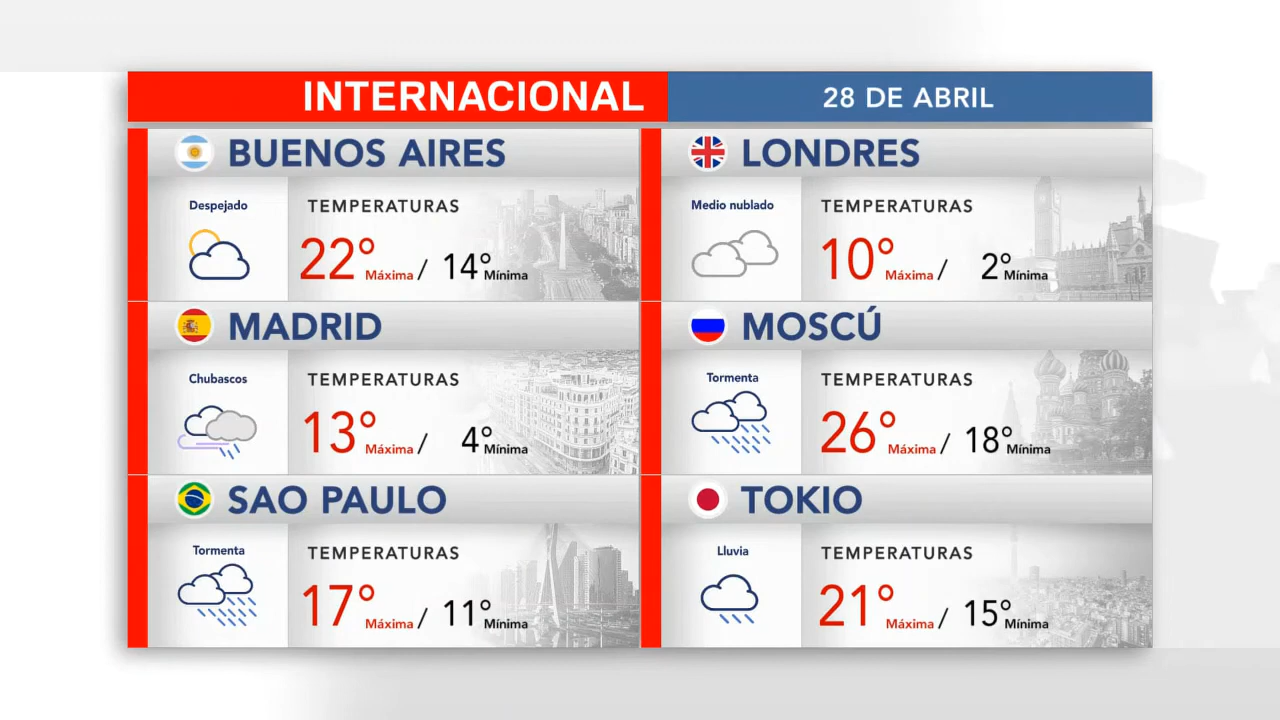 INTERNACIONAL
28 DE ABRIL
BUENOS AIRES
Despejado
TEMPERATURAS
22° Máxima / 14° Mínima
LONDRES
Medio nublado
TEMPERATURAS
10° Máxima / 2° Mínima
MADRID
Chubascos
TEMPERATURAS
13° Máxima / 4° Mínima
MOSCÚ
Tormenta
TEMPERATURAS
26° Máxima / 18° Mínima
SAO PAULO
Tormenta
TEMPERATURAS
17° Máxima / 11° Mínima
TOKIO
Lluvia
TEMPERATURAS
21° Máxima / 15° Mínima